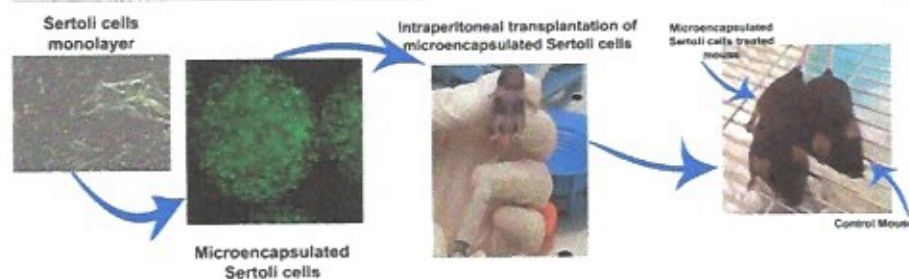 Sertoli cells
monolayer
Microencapsulated
Sertoli cells
Intraperitoneal transplantation of
microencapsulated Sertoli cells
Microencapsulated
Sertoli cells treated
mouse
Control Mouse